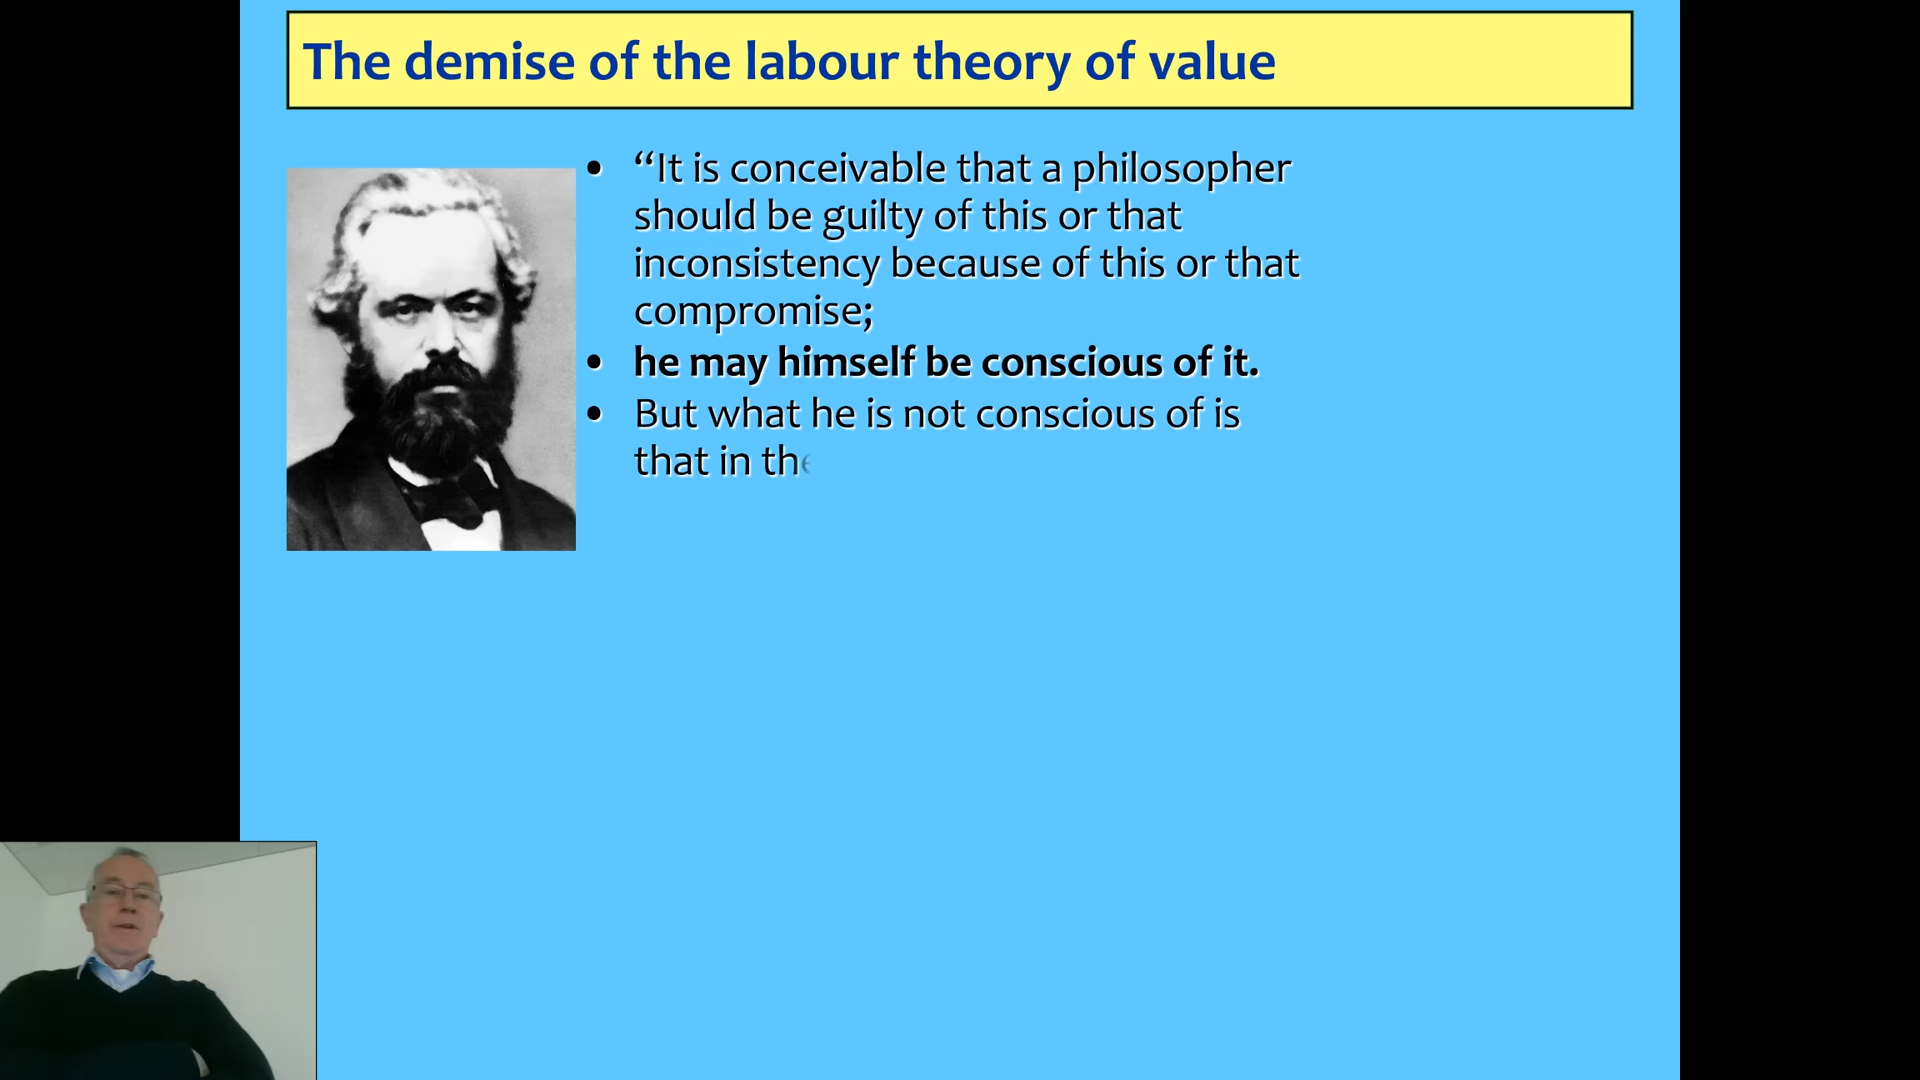 The demise of the labour theory of value
• “It is conceivable that a philosopher
should be guilty of this or that
inconsistency because of this or that
compromise;
• he may himself be conscious of it.
• But what he is not conscious of is
that in the